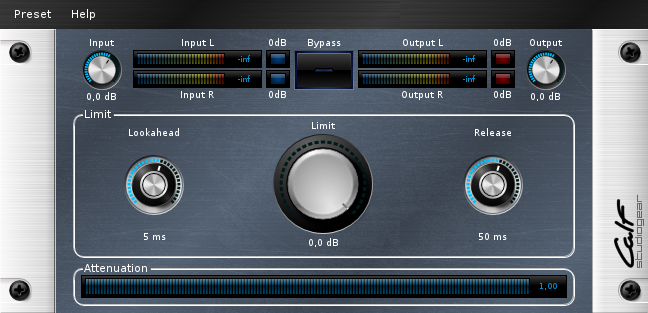 Preset Help
Input Input L 0dB Bypass Output L 0dB Output
-inf -inf
-inf -inf
0,0 dB Input R 0dB Output R 0dB 0,0 dB
Limit
Lookahead Limit Release
5 ms 0,0 dB 50 ms
Attenuation
1,00
Calf
studiogear